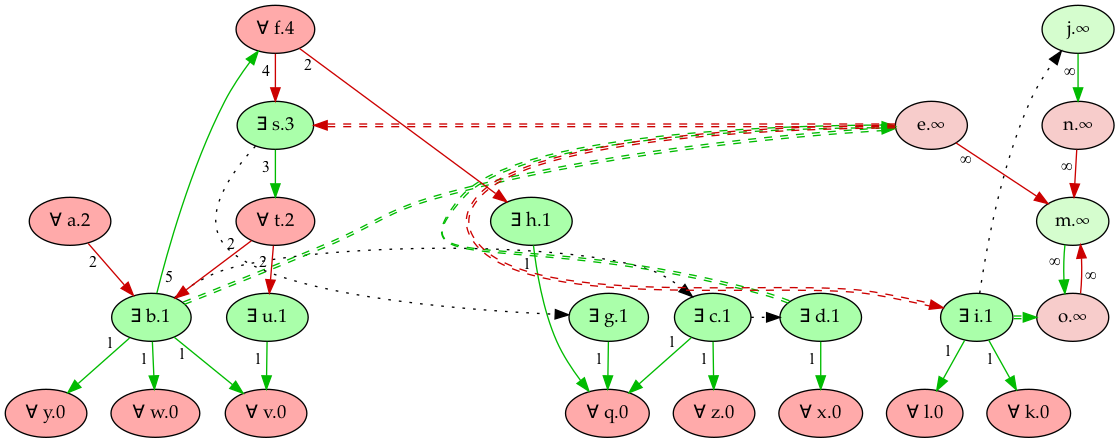 ∀ f.4
j.∞
4
2
∞
∃ s.3
e.∞
n.∞
3
∞
∞
∀ a.2
∀ t.2
∃ h.1
m.∞
2
2
2
5
1
∞
∞
∃ b.1
∃ u.1
∃ g.1
∃ c.1
∃ d.1
∃ i.1
o.∞
1
1
1
1
1
1
1
1
1
1
∀ y.0
∀ w.0
∀ v.0
∀ q.0
∀ z.0
∀ x.0
∀ l.0
∀ k.0